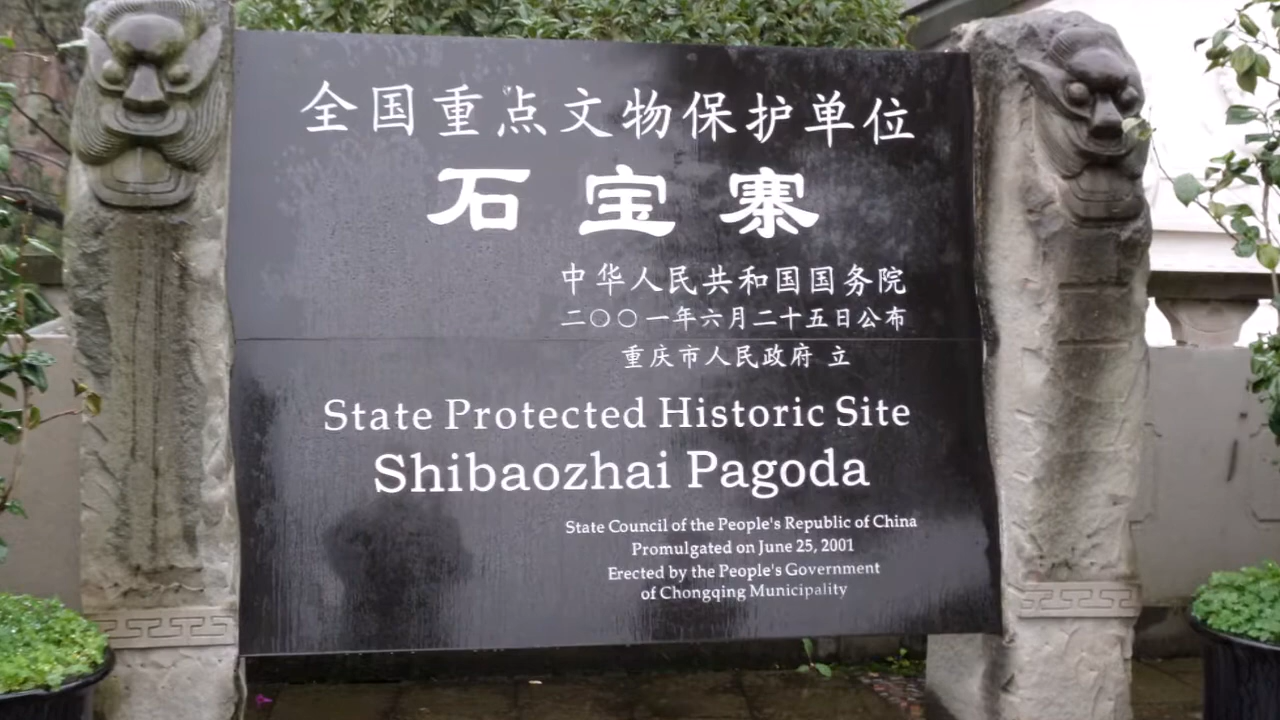 全国重点文物保护单位
石宝寨
中华人民共和国国务院
二〇〇一年六月二十五日公布
重庆市人民政府 立
State Protected Historic Site
Shibaozhai Pagoda
State Council of the People's Republic of China
Promulgated on June 25, 2001
Erected by the People's Government
of Chongqing Municipality